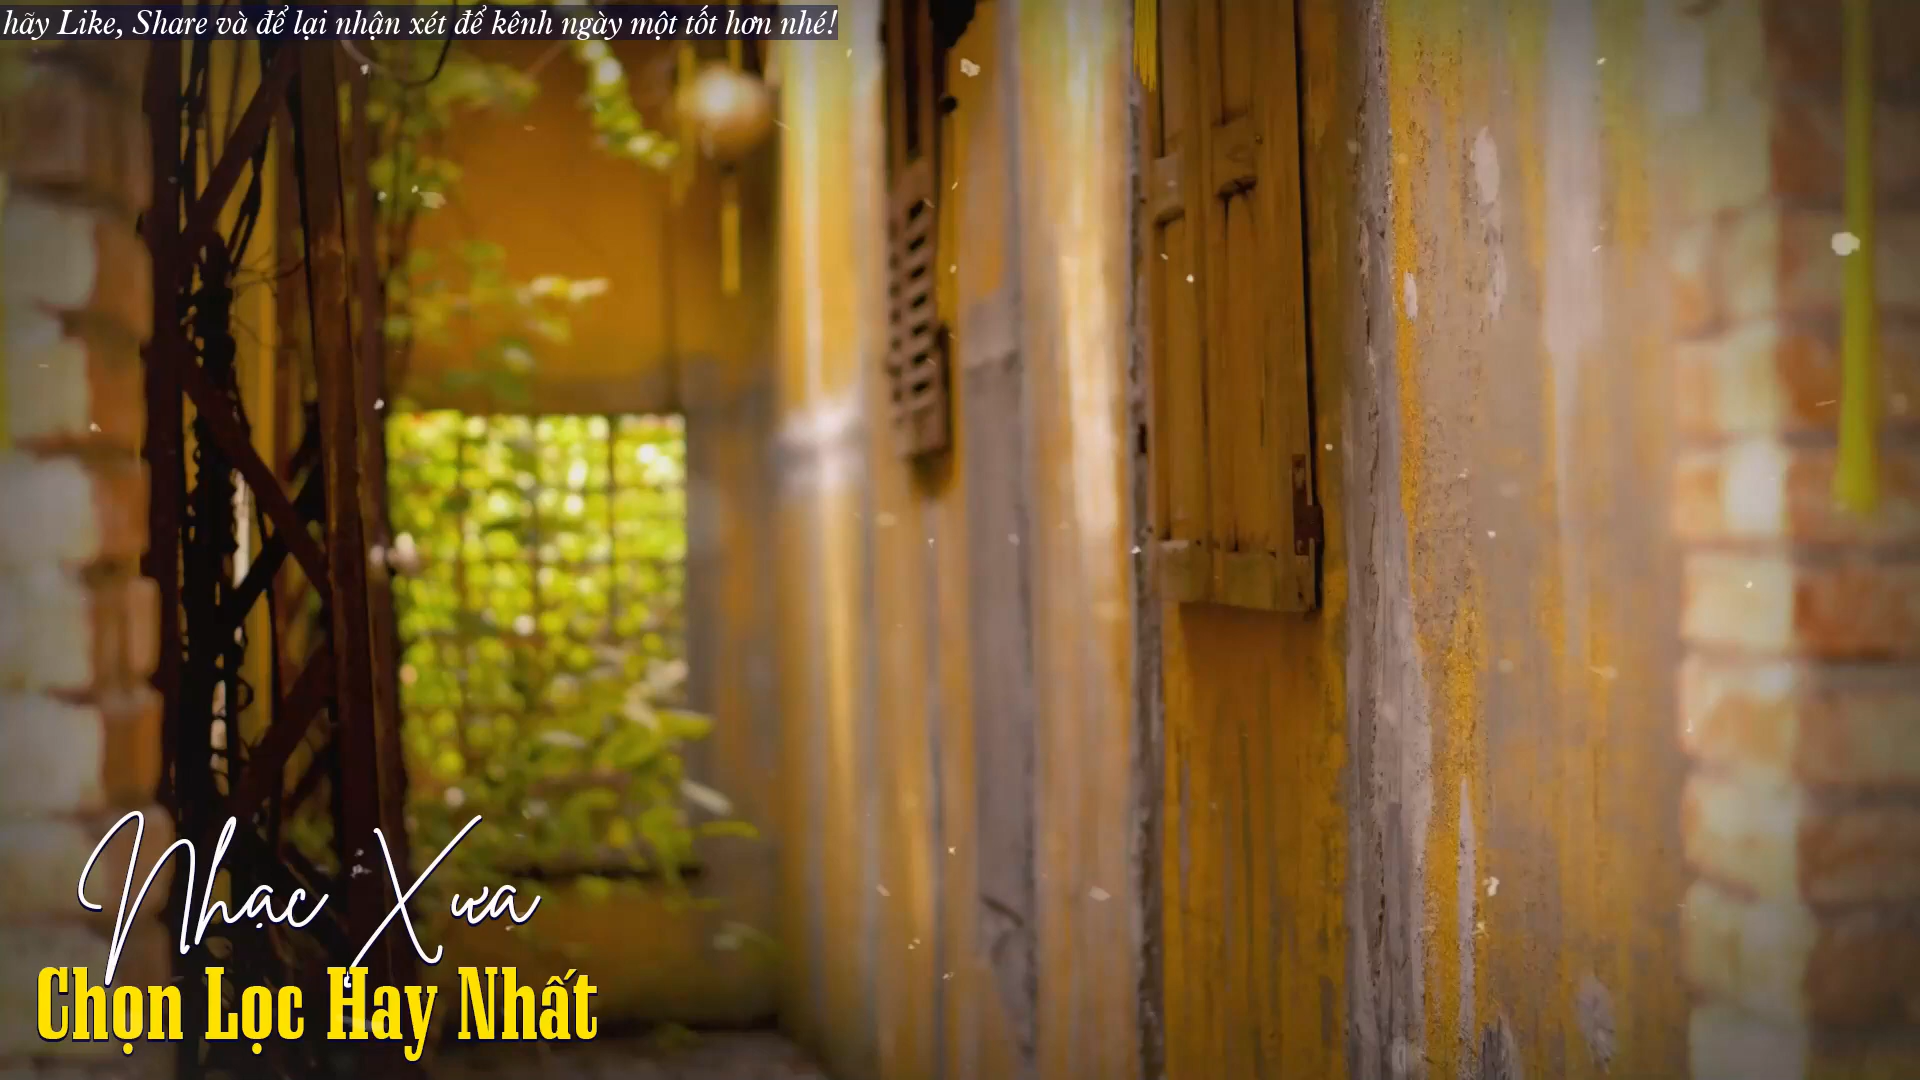 hãy Like, Share và để lại nhận xét để kênh ngày một tốt hơn nhé!
Nhạc Xưa
Chọn Lọc Hay Nhất